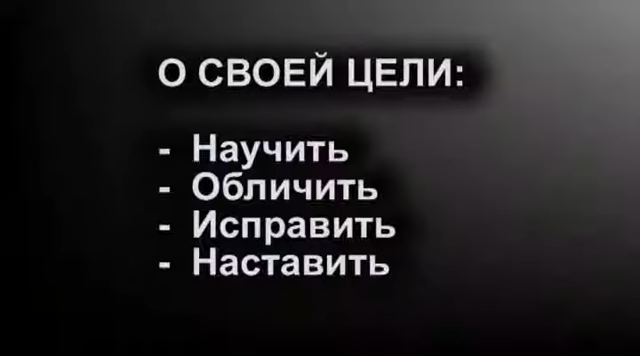 О СВОЕЙ ЦЕЛИ:
- Научить
- Обличить
- Исправить
- Наставить